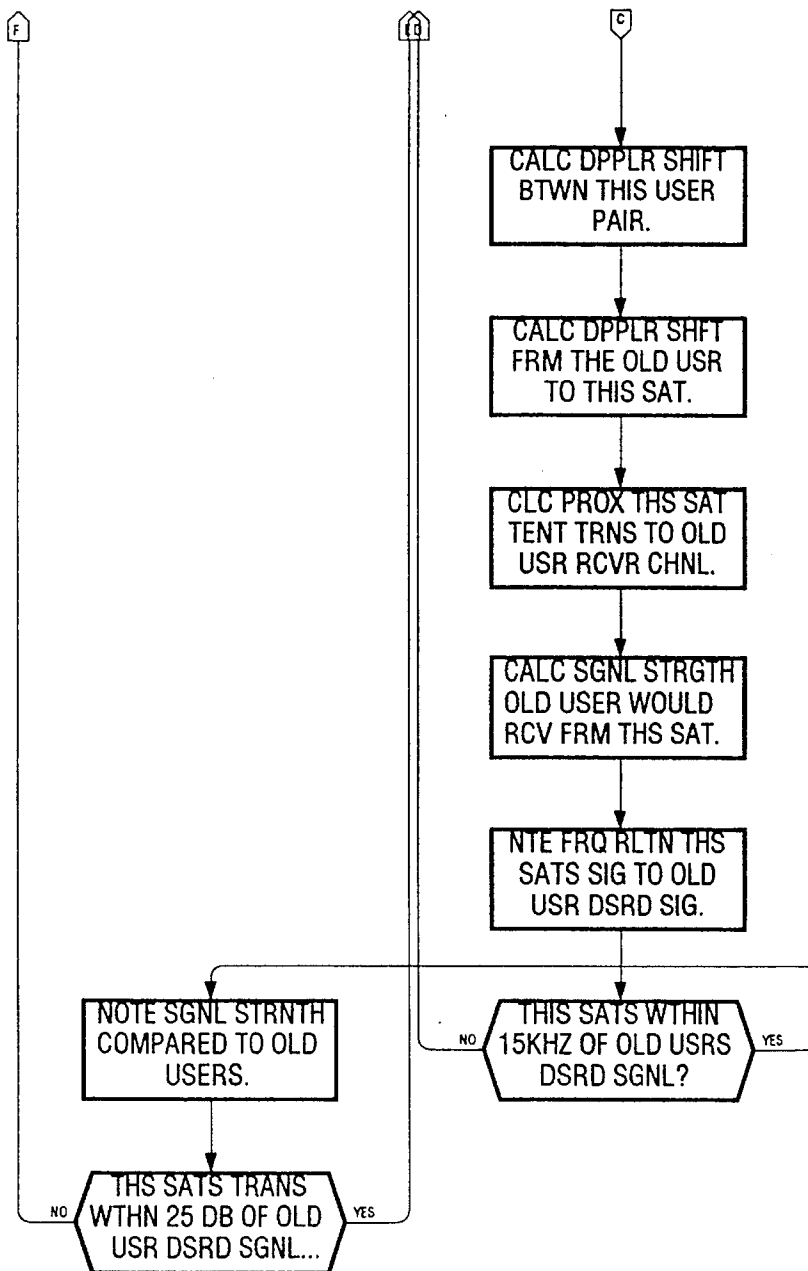 F
D
C
CALC DPPLR SHIFT
BTWN THIS USER
PAIR.
CALC DPPLR SHFT
FRM THE OLD USR
TO THIS SAT.
CLC PROX THS SAT
TENT TRNS TO OLD
USR RCVR CHNL.
CALC SGNL STRGTH
OLD USER WOULD
RCV FRM THS SAT.
NTE FRQ RLTN THS
SATS SIG TO OLD
USR DSRD SIG.
THIS SATS WTHIN
15KHZ OF OLD USRS
DSRD SGNL?
NO
YES
NOTE SGNL STRNTH
COMPARED TO OLD
USERS.
THS SATS TRANS
WTHN 25 DB OF OLD
USR DSRD SGNL...
NO
YES